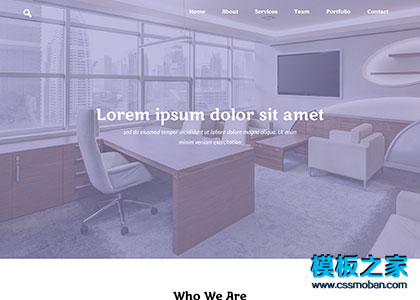 Home About Services Team Portfolio Contact
Lorem ipsum dolor sit amet
sed do eiusmod tempor incididunt ut labore dolore magna aliqua. Ut enim
minim veniam exercitation
模板之家
www.cssmoban.com
Who We Are